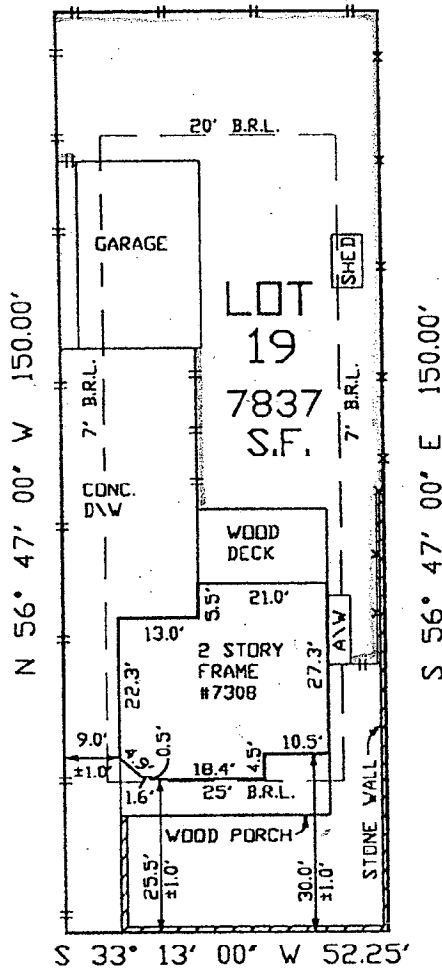 20' B.R.L.
GARAGE
SHED
LOT
19
7837
S.F.
N 56° 47' 00" W 150.00'
7' B.R.L.
7' B.R.L.
S 56° 47' 00" E 150.00'
CONC.
D\W
WOOD
DECK
5.5'
21.0'
A\W
13.0'
2 STORY
FRAME
#7308
22.3'
27.3'
9.0'
±1.0'
4.6'
0.5'
1.6'
18.4'
4.5'
10.5'
25' B.R.L.
WOOD PORCH
STONE WALL
25.5'
±1.0'
30.0'
±1.0'
S 33° 13' 00" W 52.25'